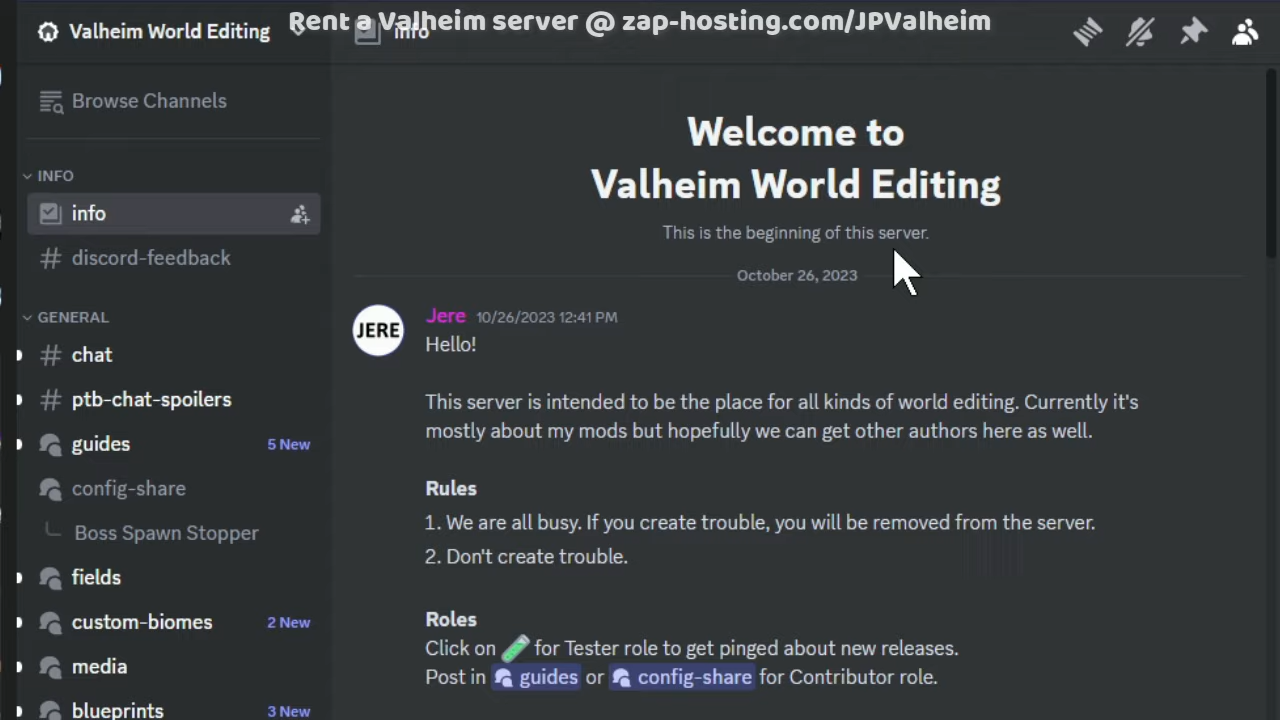 Rent a Valheim server @ zap-hosting.com/JPValheim
Valheim World Editing
info
Browse Channels
INFO
info
discord-feedback
GENERAL
chat
ptb-chat-spoilers
guides 5 New
config-share
Boss Spawn Stopper
fields
custom-biomes 2 New
media
blueprints 3 New
Welcome to
Valheim World Editing
This is the beginning of this server.
October 26, 2023
JERE
Jere 10/26/2023 12:41 PM
Hello!
This server is intended to be the place for all kinds of world editing. Currently it's
mostly about my mods but hopefully we can get other authors here as well.
Rules
1. We are all busy. If you create trouble, you will be removed from the server.
2. Don't create trouble.
Roles
Click on for Tester role to get pinged about new releases.
Post in guides or config-share for Contributor role.